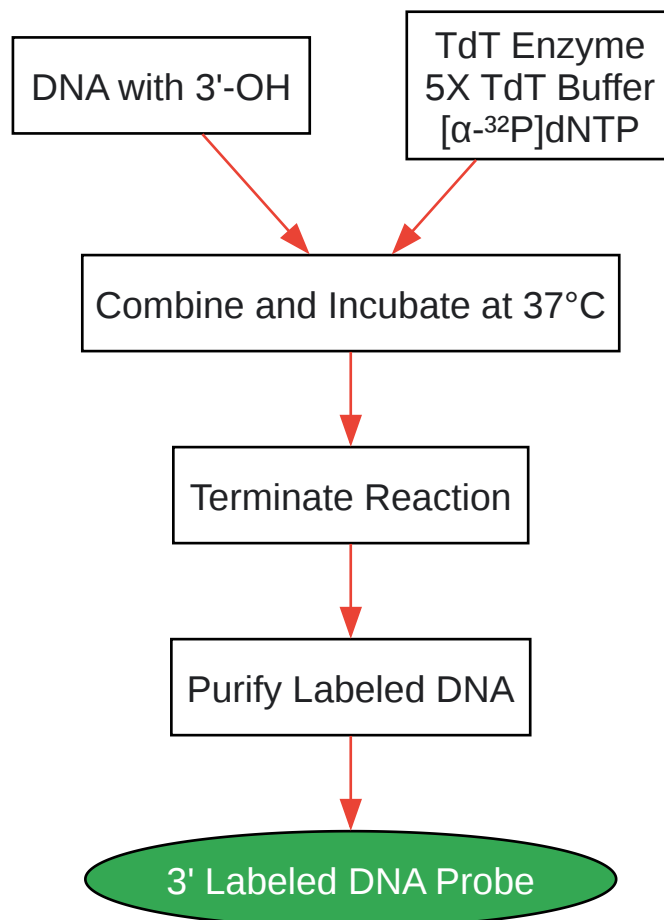 DNA with 3'-OH
TdT Enzyme
5X TdT Buffer
[α-³²P]dNTP
Combine and Incubate at 37°C
Terminate Reaction
Purify Labeled DNA
3' Labeled DNA Probe